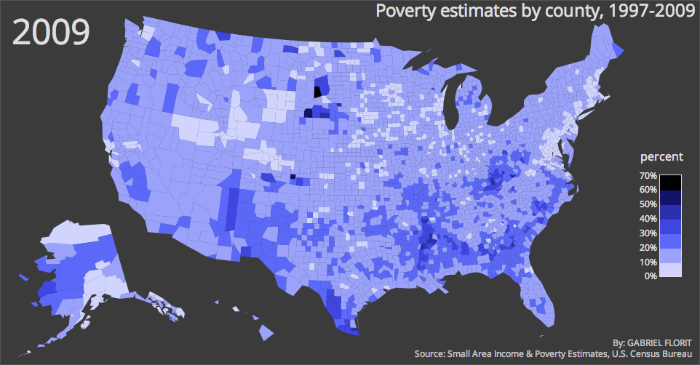 Poverty estimates by county, 1997-2009
2009
percent
70%
60%
50%
40%
30%
20%
10%
0%
By: GABRIEL FLORIT
Source: Small Area Income & Poverty Estimates, U.S. Census Bureau